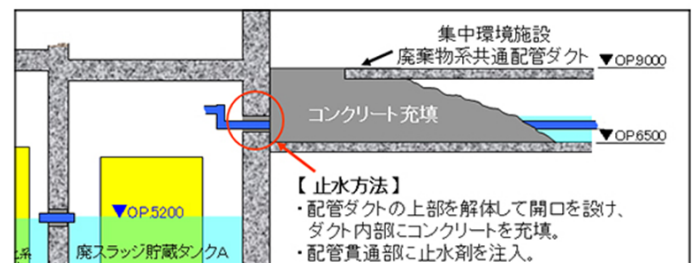 集中環境施設
廃棄物系共通配管ダクト
▼OP.9000
コンクリート充填
▼OP.6500
【止水方法】
・配管ダクトの上部を解体して開口を設け、
ダクト内部にコンクリートを充填。
・配管貫通部に止水剤を注入。
▼OP.5200
系
廃スラッジ貯蔵タンクA